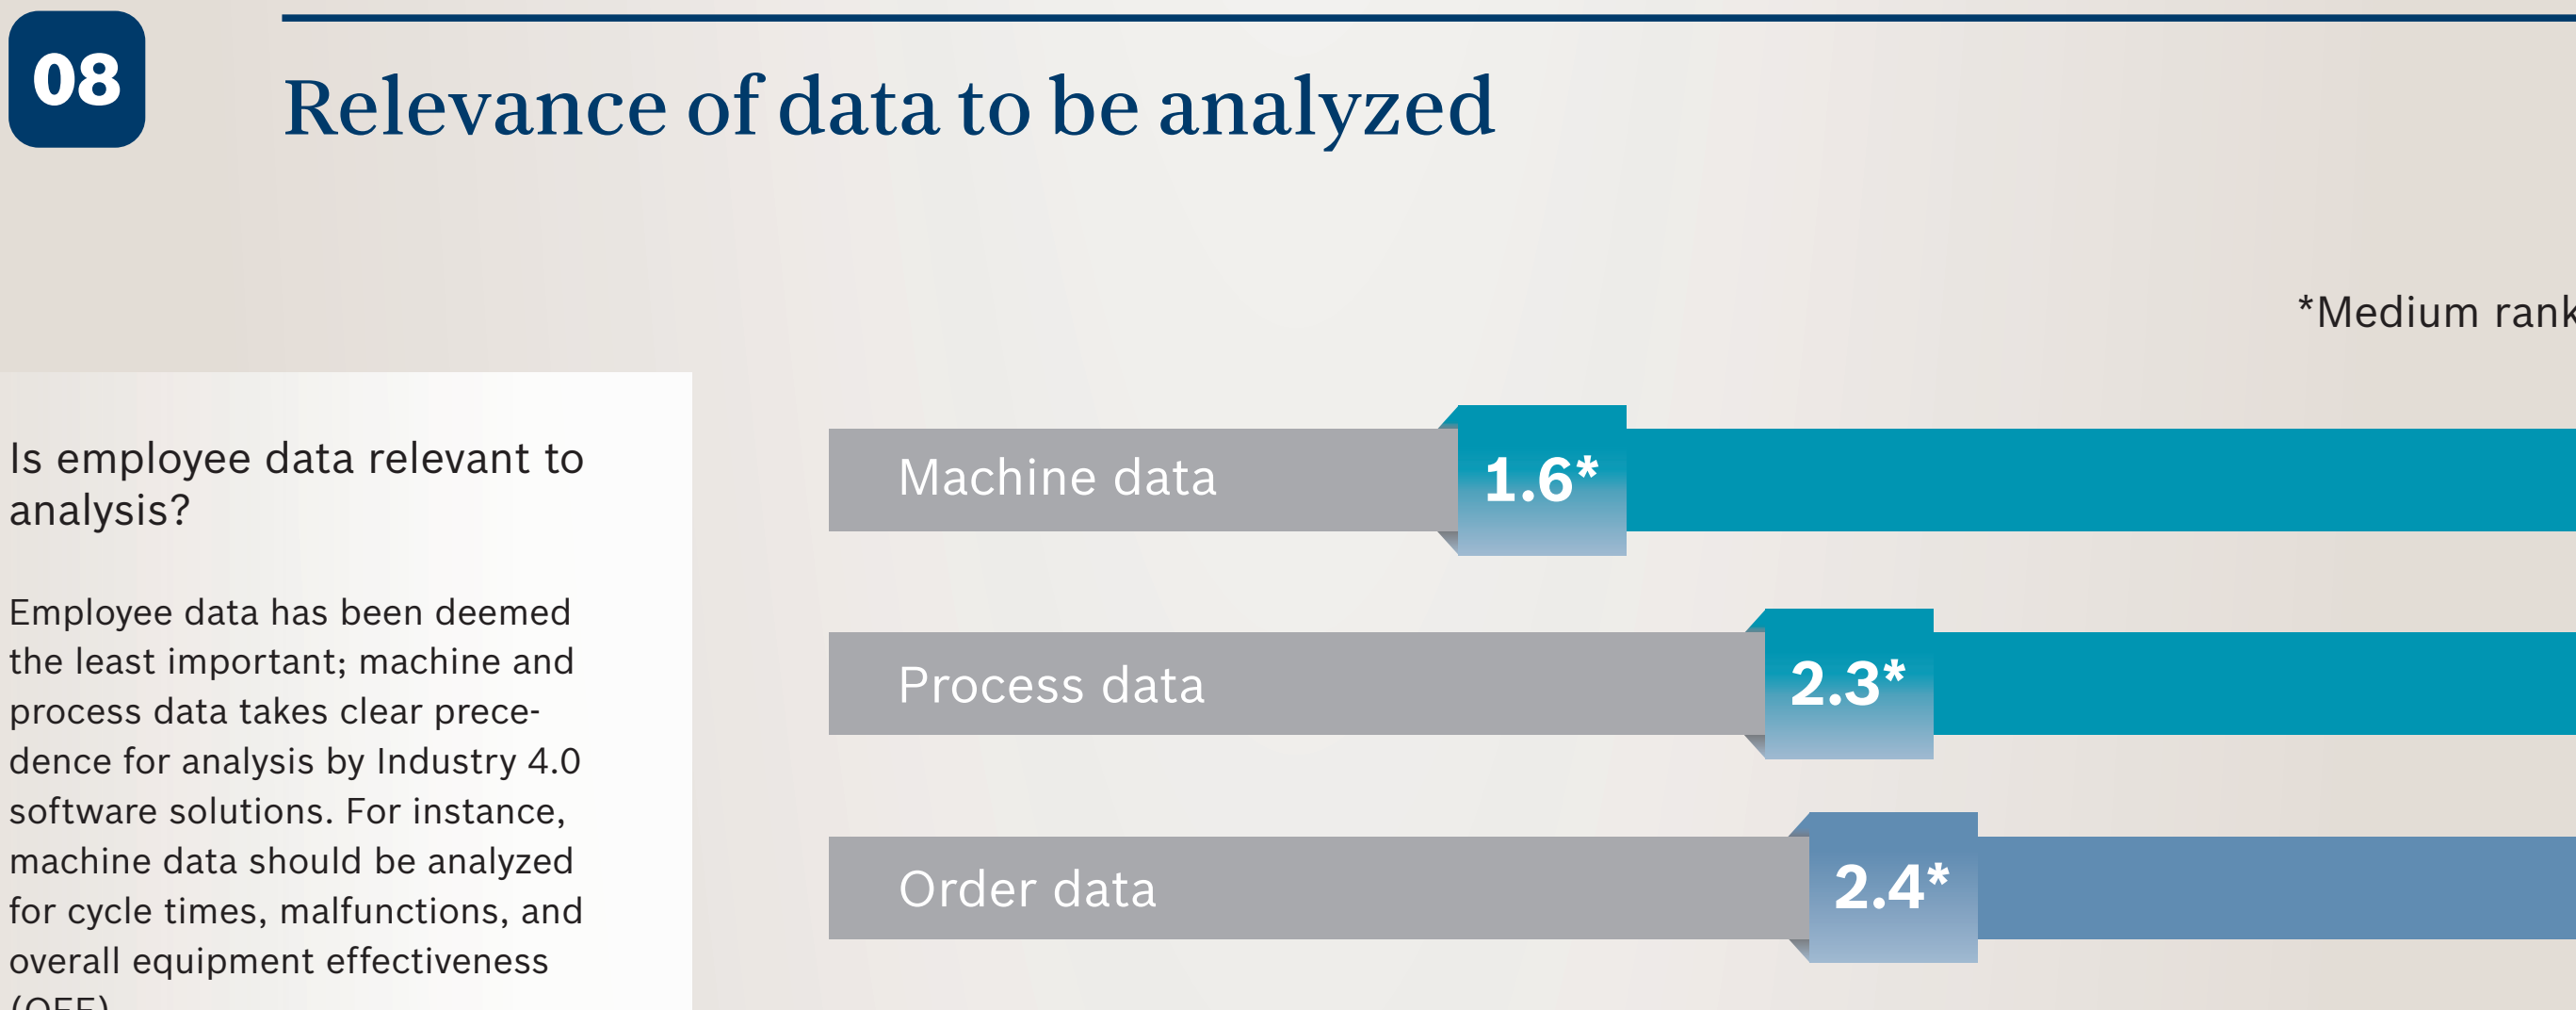 08
Relevance of data to be analyzed
*Medium
Is employee data relevant to
analysis?
Employee data has been deemed
the least important; machine and
process data takes clear prece-
dence for analysis by Industry 4.0
software solutions. For instance,
machine data should be analyzed
for cycle times, malfunctions, and
overall equipment effectiveness
Machine data
1.6*
Process data
2.3*
Order data
2.4*